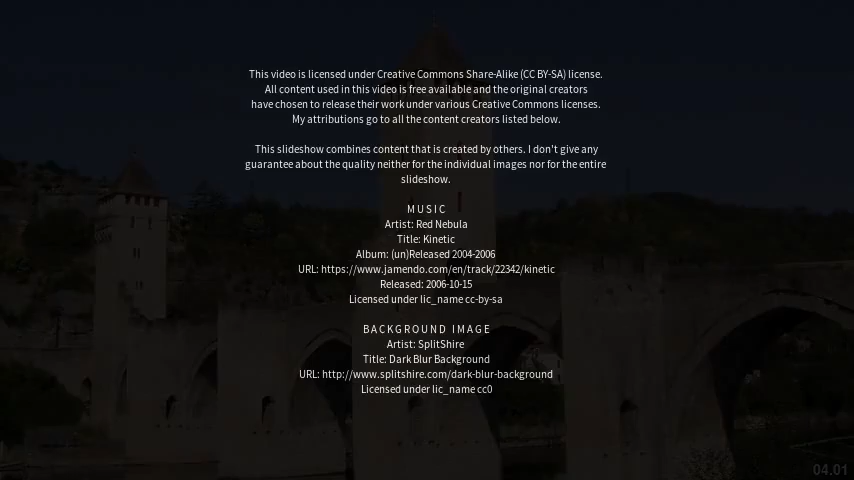 This video is licensed under Creative Commons Share-Alike (CC BY-SA) license.
All content used in this video is free available and the original creators
have chosen to release their work under various Creative Commons licenses.
My attributions go to all the content creators listed below.
This slideshow combines content that is created by others. I don't give any
guarantee about the quality neither for the individual images nor for the entire
slideshow.
MUSIC
Artist: Red Nebula
Title: Kinetic
Album: (un)Released 2004-2006
URL: https://www.jamendo.com/en/track/22342/kinetic
Released: 2006-10-15
Licensed under lic_name cc-by-sa
BACKGROUND IMAGE
Artist: SplitShire
Title: Dark Blur Background
URL: http://www.splitshire.com/dark-blur-background
Licensed under lic_name cc0
04.01